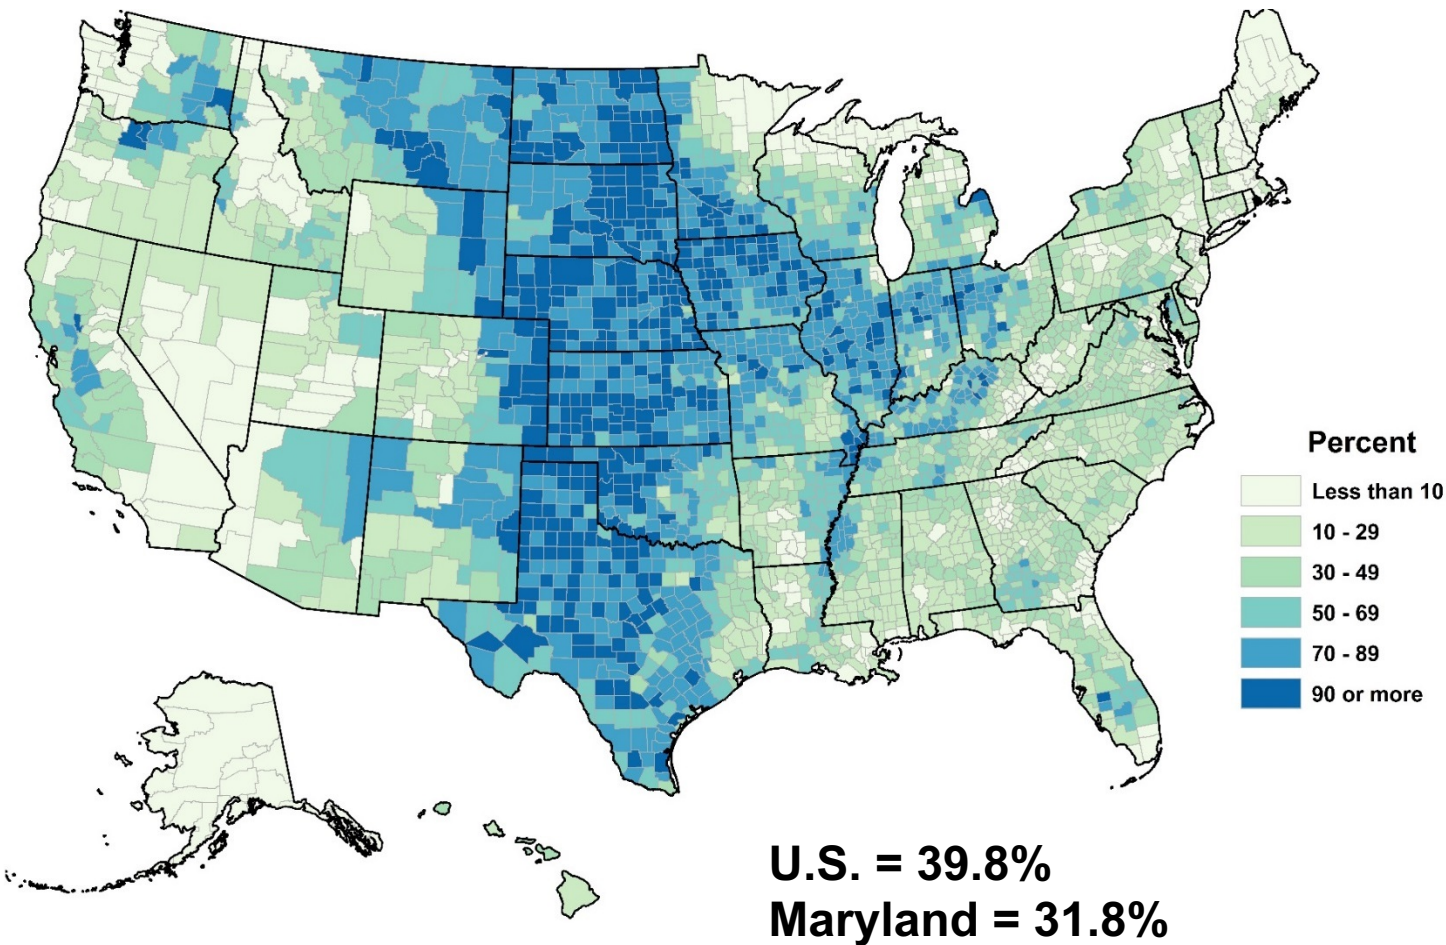 Percent
Less than 10
10 - 29
30 - 49
50 - 69
70 - 89
90 or more
U.S. = 39.8%
Maryland = 31.8%